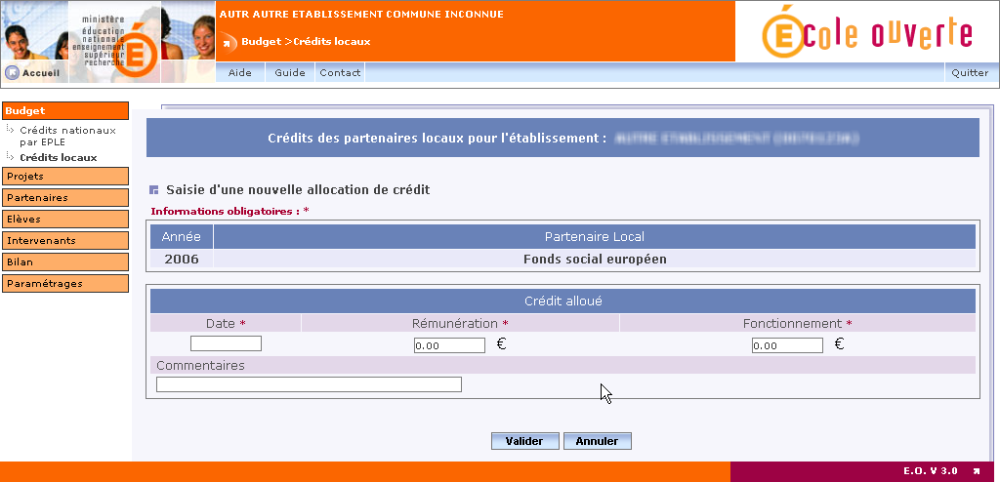 ministère
éducation
nationale
enseignement
supérieur
recherche
É
Accueil
AUTR AUTRE ETABLISSEMENT COMMUNE INCONNUE
Budget >Crédits locaux
École ouverte
Aide Guide Contact Quitter
Budget
Crédits nationaux
par EPLE
Crédits locaux
Projets
Partenaires
Elèves
Intervenants
Bilan
Paramétrages
Crédits des partenaires locaux pour l'établissement :
Saisie d'une nouvelle allocation de crédit
Informations obligatoires : *
Année Partenaire Local
2006 Fonds social européen
Crédit alloué
Date * Rémunération * Fonctionnement *
0.00 € 0.00 €
Commentaires
Valider Annuler
E.O. V 3.0